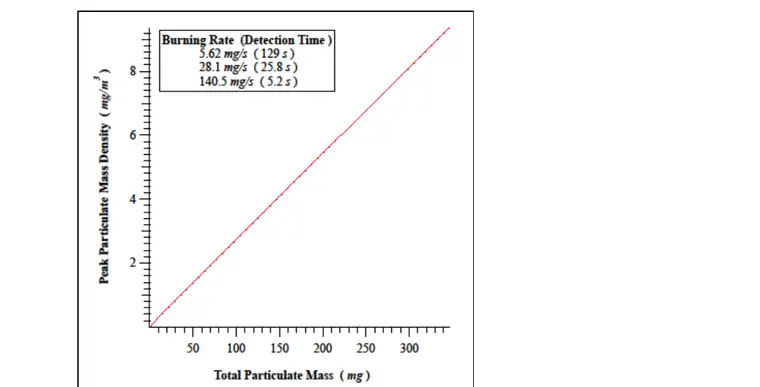 Burning Rate (Detection Time )
5.62 mg/s ( 129 s )
28.1 mg/s ( 25.8 s )
140.5 mg/s ( 5.2 s )
Peak Particulate Mass Density ( mg/m³ )
8
6
4
2
50 100 150 200 250 300
Total Particulate Mass ( mg )